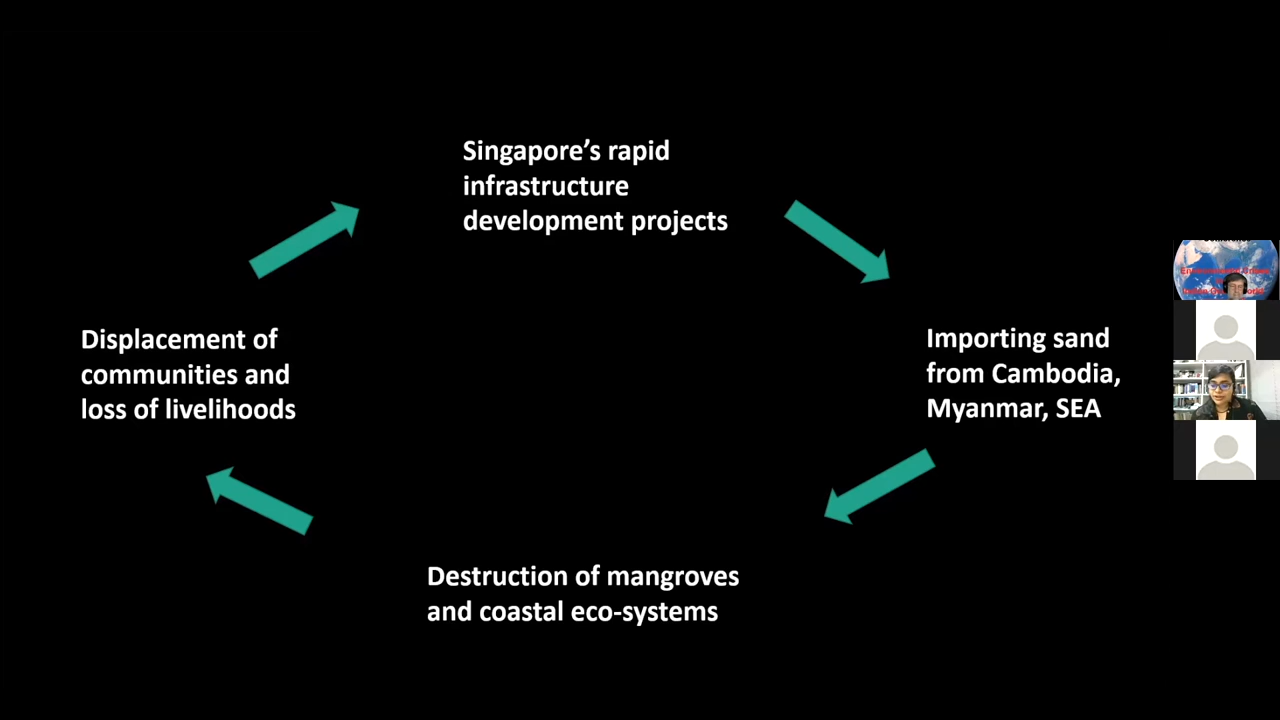 Singapore’s rapid
infrastructure
development projects
Displacement of
communities and
loss of livelihoods
Importing sand
from Cambodia,
Myanmar, SEA
Destruction of mangroves
and coastal eco-systems